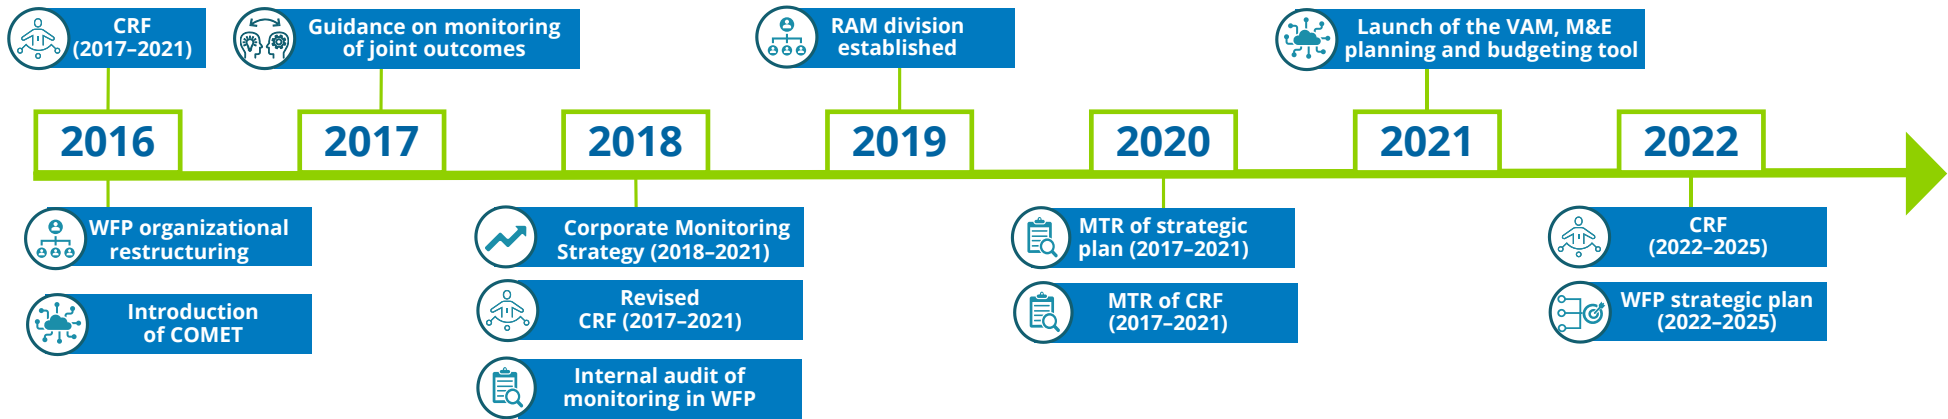 CRF
(2017–2021)
Guidance on monitoring
of joint outcomes
RAM division
established
Launch of the VAM, M&E
planning and budgeting tool
2016
2017
2018
2019
2020
2021
2022
WFP organizational
restructuring
Introduction
of COMET
Corporate Monitoring
Strategy (2018–2021)
Revised
CRF (2017–2021)
Internal audit of
monitoring in WFP
MTR of strategic
plan (2017–2021)
MTR of CRF
(2017–2021)
CRF
(2022–2025)
WFP strategic plan
(2022–2025)